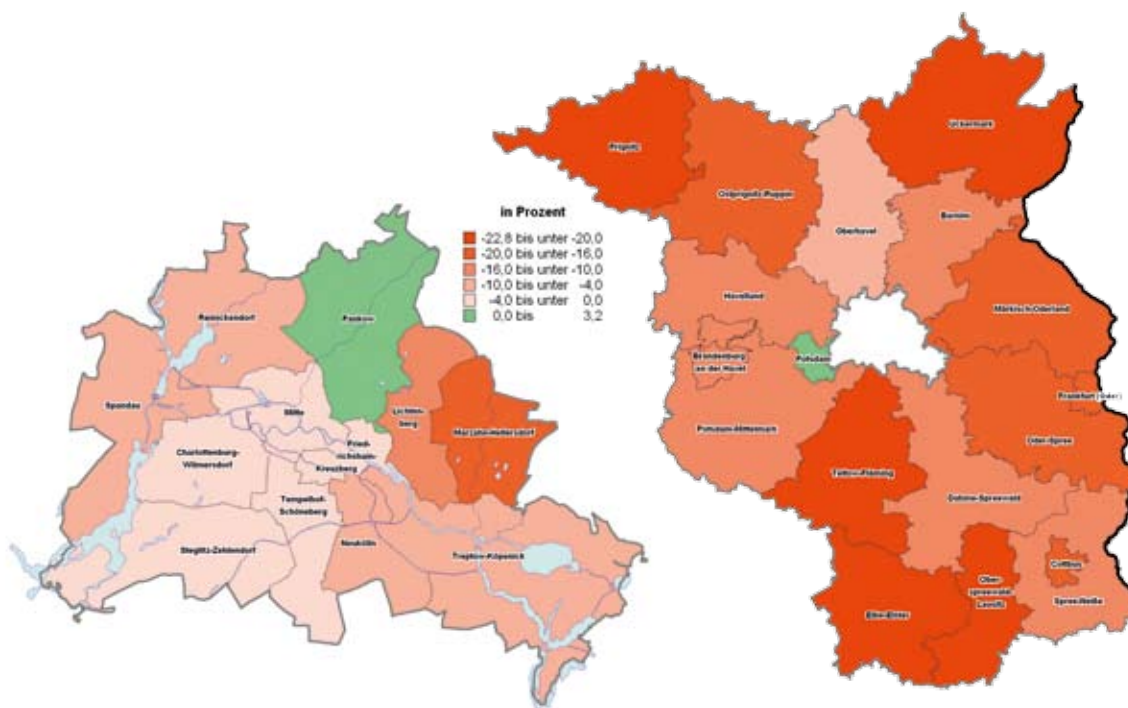 in Prozent
-22,8 bis unter -20,0
-20,0 bis unter -16,0
-16,0 bis unter -10,0
-10,0 bis unter -4,0
-4,0 bis unter 0,0
0,0 bis 3,2
Reinickendorf
Pankow
Spandau
Mitte
Lichten-
berg
Marzahn-Hellersdorf
Fried-
richshain-
Kreuzberg
Charlottenburg-
Wilmersdorf
Tempelhof-
Schöneberg
Steglitz-Zehlendorf
Neukölln
Treptow-Köpenick
Prignitz
Uckermark
Ostprignitz-Ruppin
Oberhavel
Barnim
Havelland
Märkisch-Oderland
Brandenburg
an der Havel
Potsdam
Frankfurt (Oder)
Potsdam-Mittelmark
Oder-Spree
Teltow-Fläming
Dahme-Spreewald
Cottbus
Ober
spreewald-
Lausitz
Spree-Neiße
Elbe-Elster